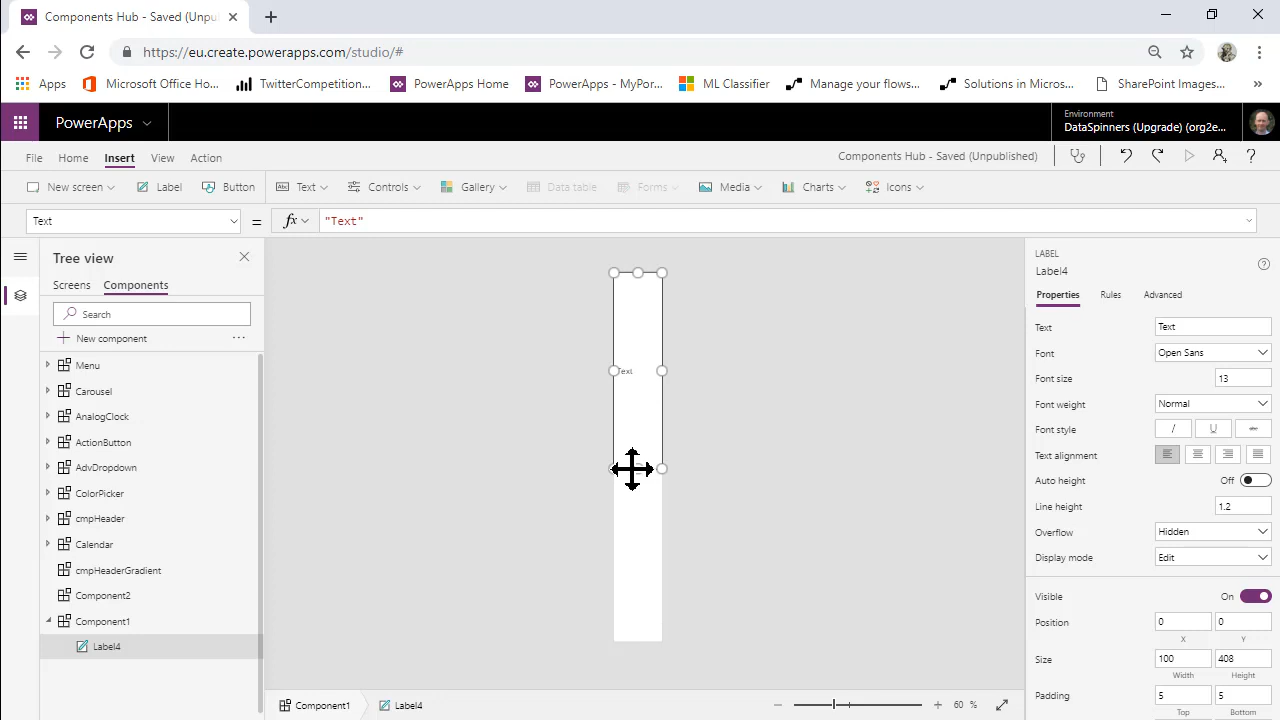 Components Hub - Saved (Unpu
https://eu.create.powerapps.com/studio/#
Apps
Microsoft Office Ho...
TwitterCompetition...
PowerApps Home
PowerApps - MyPor...
ML Classifier
Manage your flows...
Solutions in Micros...
SharePoint Images...
»
PowerApps
Environment
DataSpinners (Upgrade) (org2e...
File
Home
Insert
View
Action
Components Hub - Saved (Unpublished)
New screen
Label
Button
Text
Controls
Gallery
Data table
Forms
Media
Charts
Icons
Text
=
fx
"Text"
Tree view
Screens
Components
Search
New component
...
Menu
Carousel
AnalogClock
ActionButton
AdvDropdown
ColorPicker
cmpHeader
Calendar
cmpHeaderGradient
Component2
Component1
Label4
Text
Component1
Label4
60 %
LABEL
Label4
Properties
Rules
Advanced
Text
Text
Font
Open Sans
Font size
13
Font weight
Normal
Font style
/ U abc
Text alignment
Auto height
Off
Line height
1.2
Overflow
Hidden
Display mode
Edit
Visible
On
Position
0
0
X
Y
Size
100
408
Width
Height
Padding
5
5
Top
Bottom